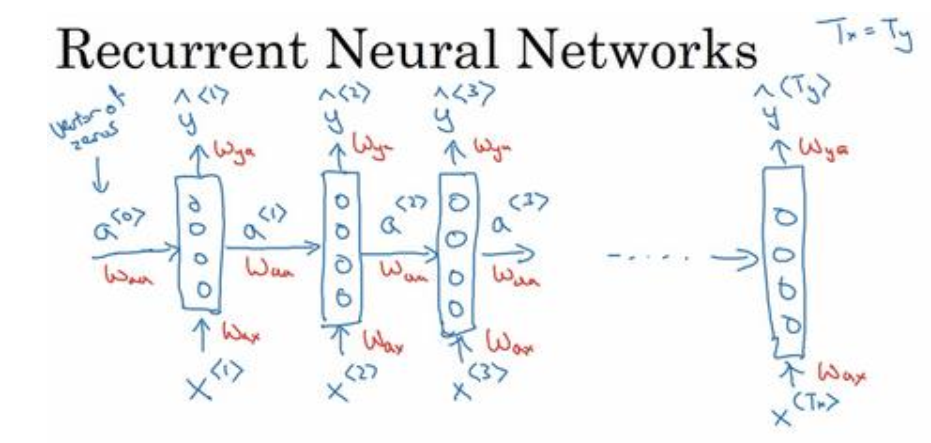 Recurrent Neural Networks
Tx = Ty
vector of
zeros
ŷ<1> ŷ<2> ŷ<3> ŷ<Ty>
Wya Wya Wya Wya
a<0> a<1> a<2> a<3> -....->
Waa Waa Waa Waa
Wax Wax Wax Wax
x<1> x<2> x<3> x<Tx>